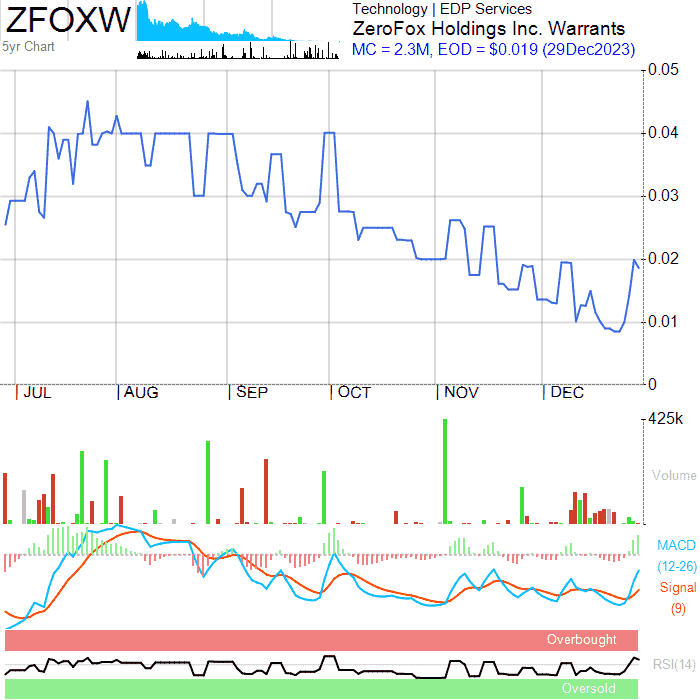 ZFOXW
5yr Chart
Technology | EDP Services
ZeroFox Holdings Inc. Warrants
MC = 2.3M, EOD = $0.019 (29Dec2023)
0.05
0.04
0.03
0.02
0.01
0
JUL AUG SEP OCT NOV DEC
425k
Volume
MACD
(12-26)
Signal
(9)
Overbought
RSI(14)
Oversold